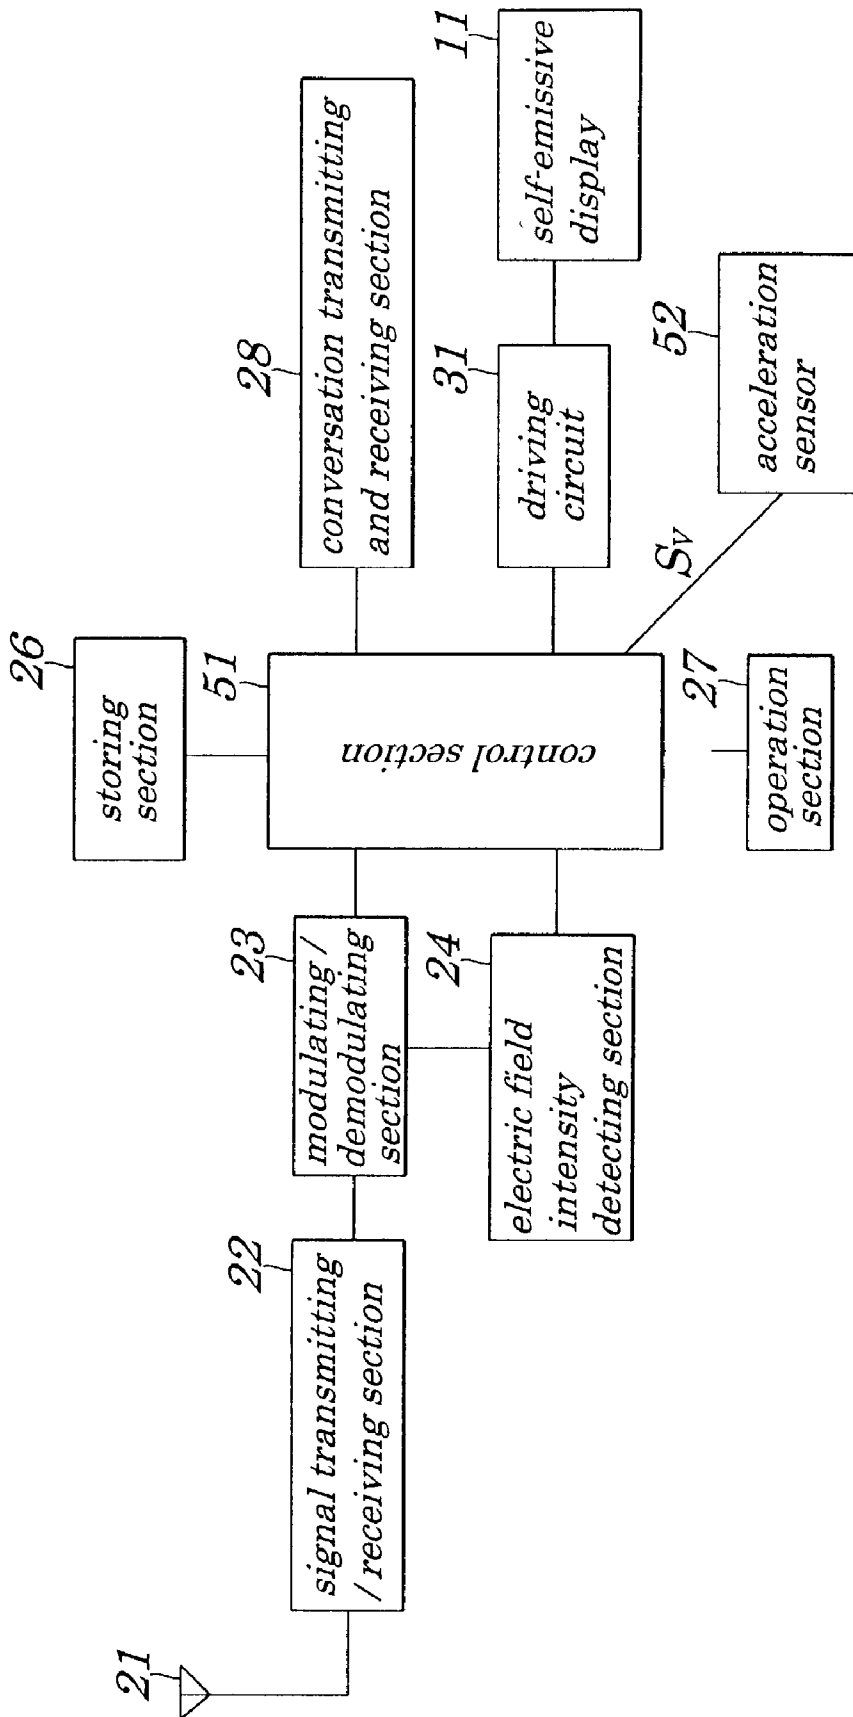 21
22
signal transmitting
/ receiving section
23
modulating /
demodulating
section
24
electric field
intensity
detecting section
26
storing
section
51
control section
27
operation
section
28
conversation transmitting
and receiving section
31
driving
circuit
11
self-emissive
display
Sv
52
acceleration
sensor